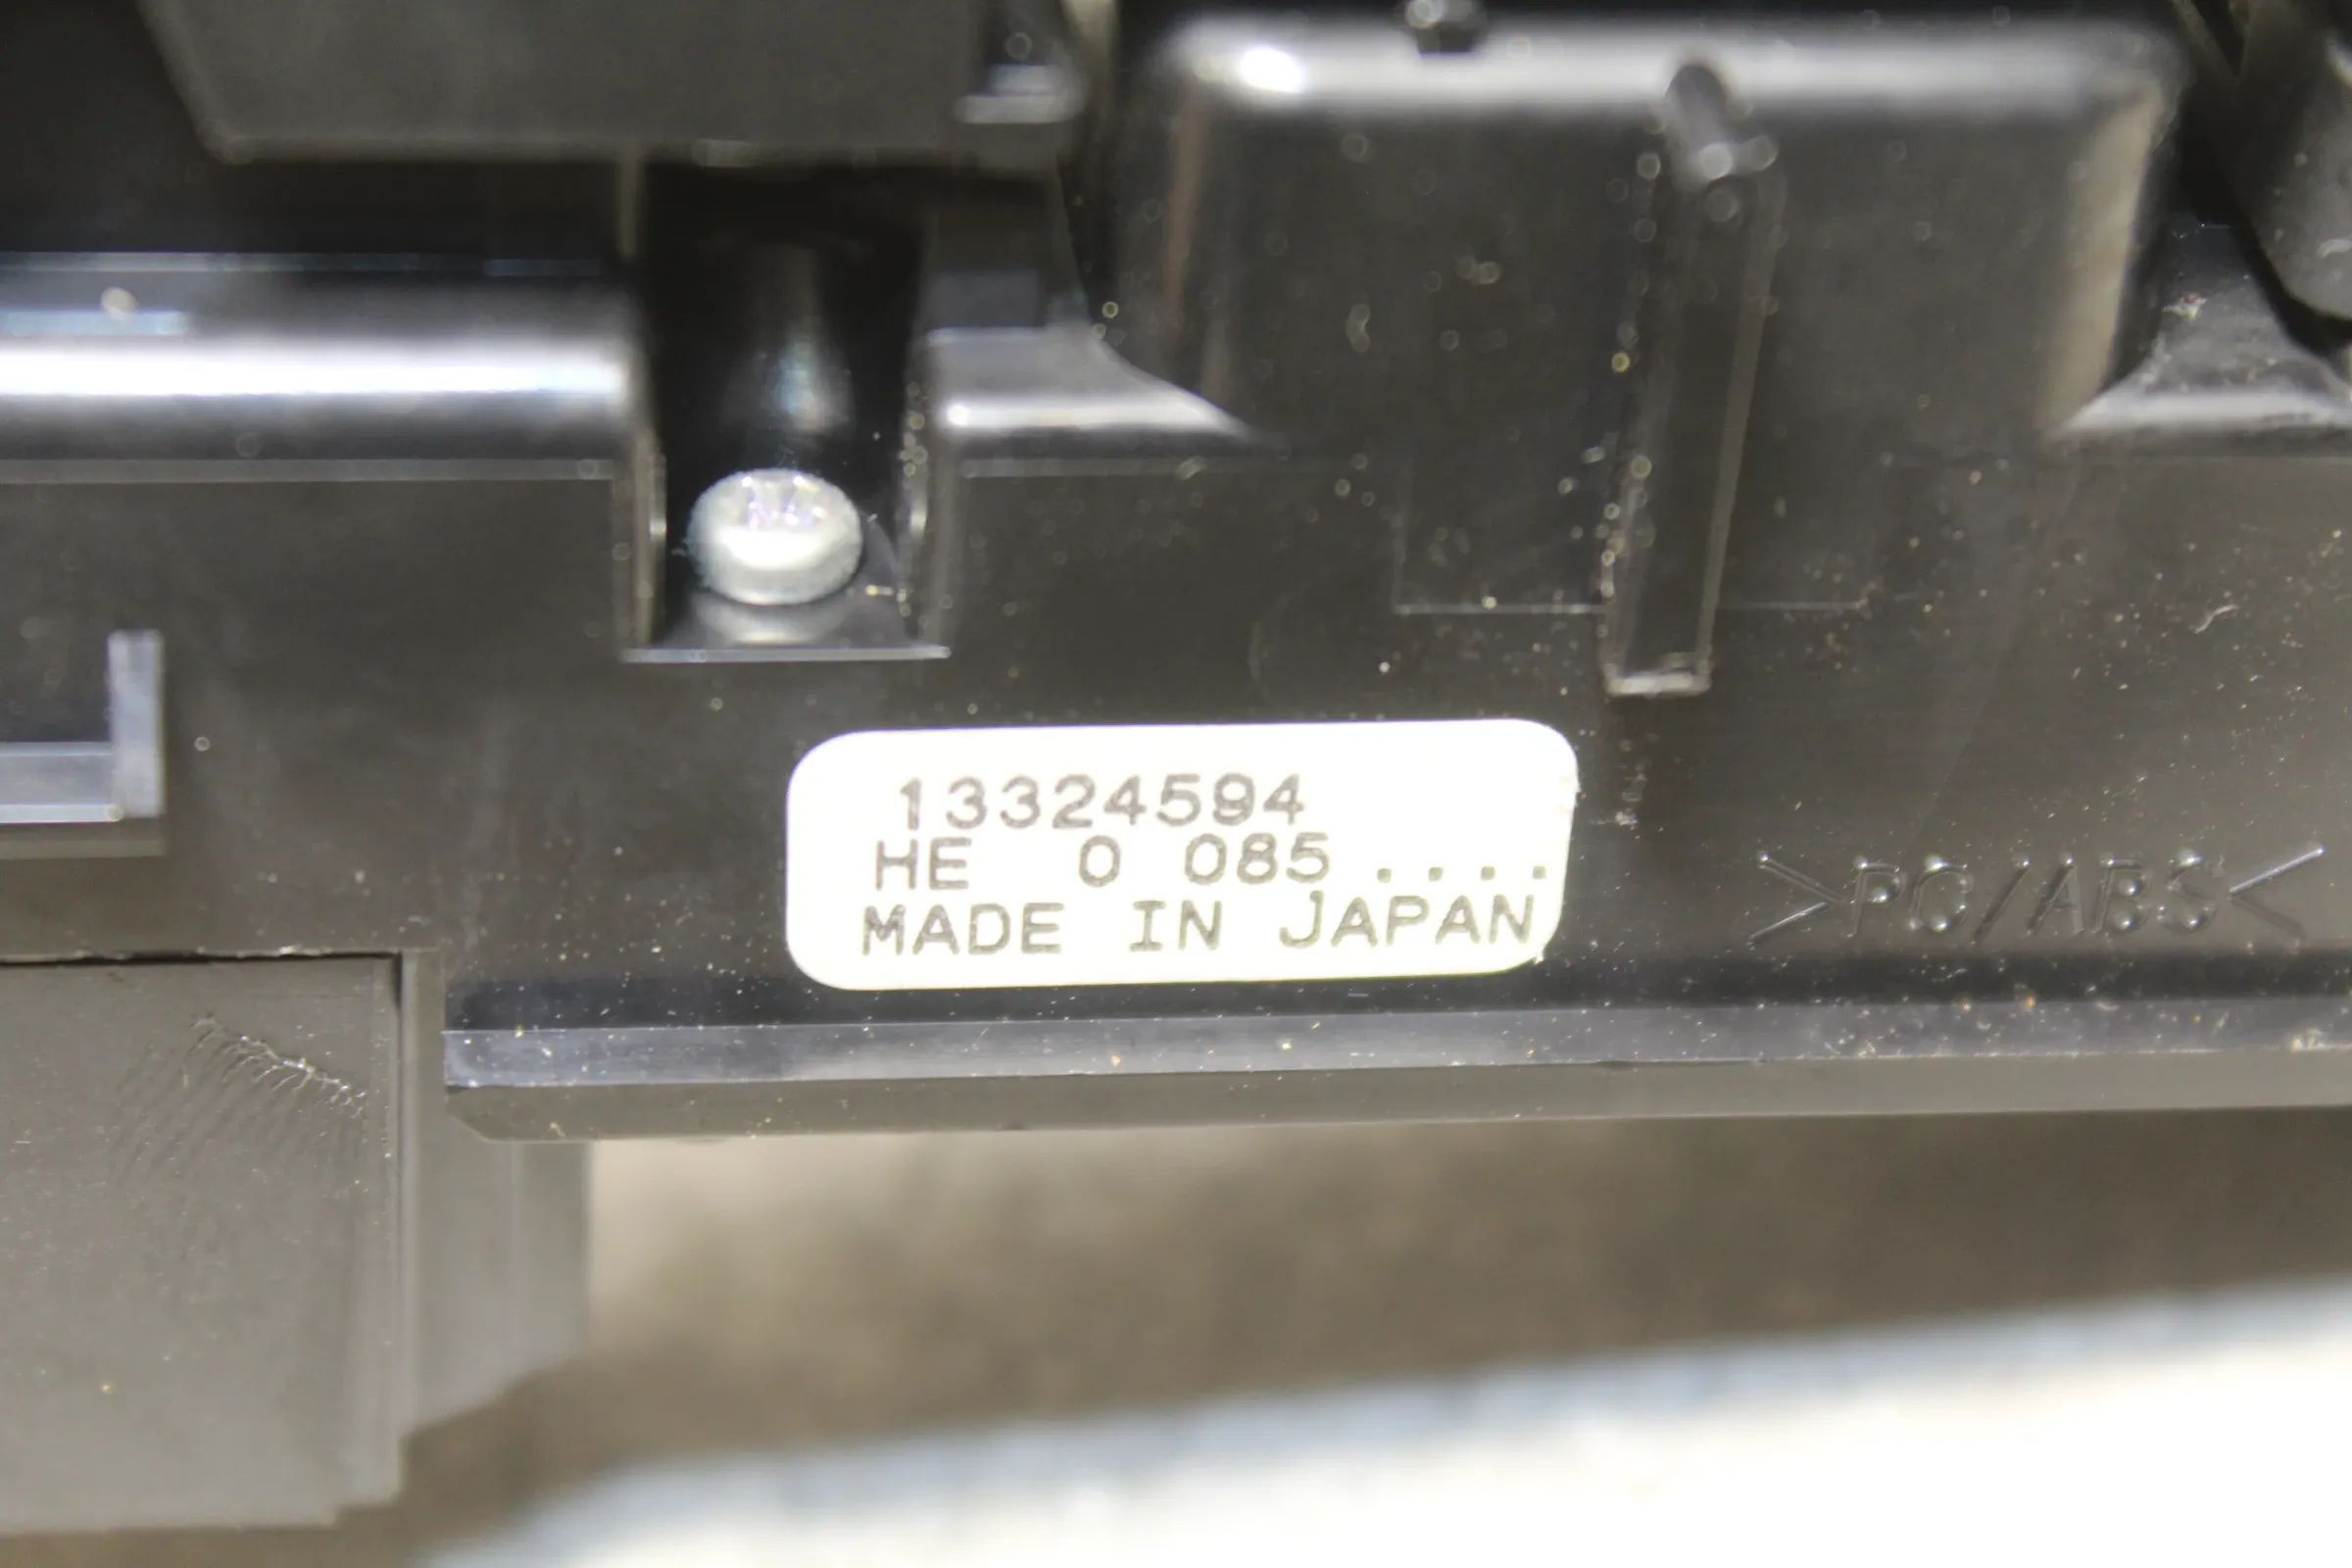 13324594
HE 0 085 ....
MADE IN JAPAN
>PC/ABS<